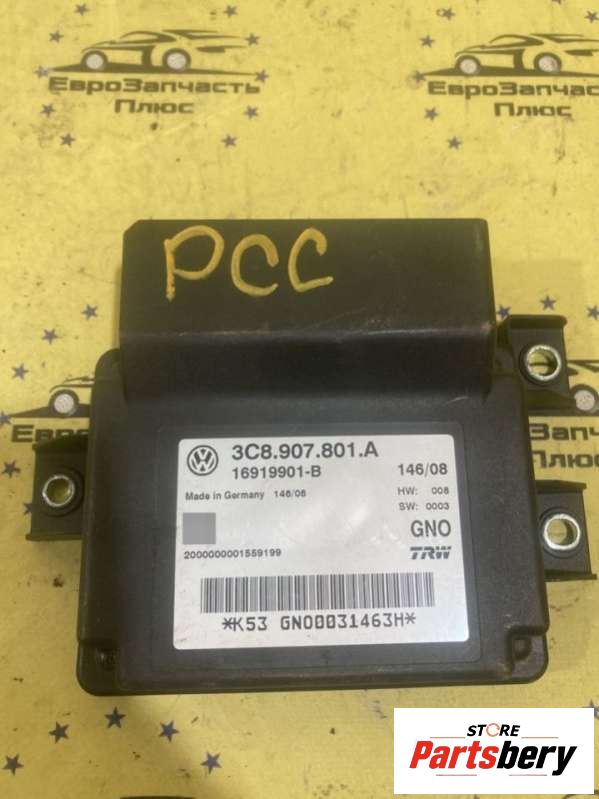 ЕвроЗапчасть
Плюс
ЕвроЗапчасть
Плюс
PCC
3C8.907.801.A
16919901-B
146/08
Made in Germany 146/08
HW: 008
SW: 0003
GNO
2000000001559199
TRW
*K53 GNO0031463H*
STORE
Partsbery